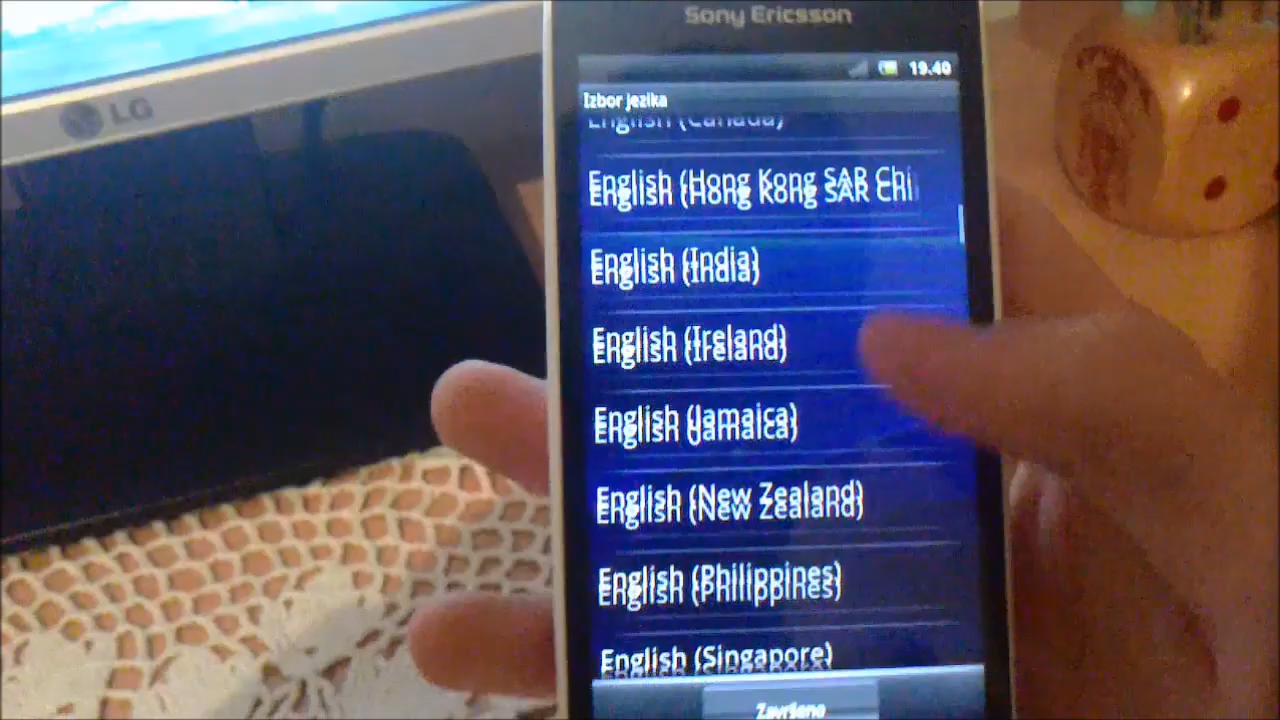 Sony Ericsson
LG
19.40
Izbor jezika
English (Canada)
English (Hong Kong SAR Chi
English (India)
English (Ireland)
English (Jamaica)
English (New Zealand)
English (Philippines)
English (Singapore)
Završeno